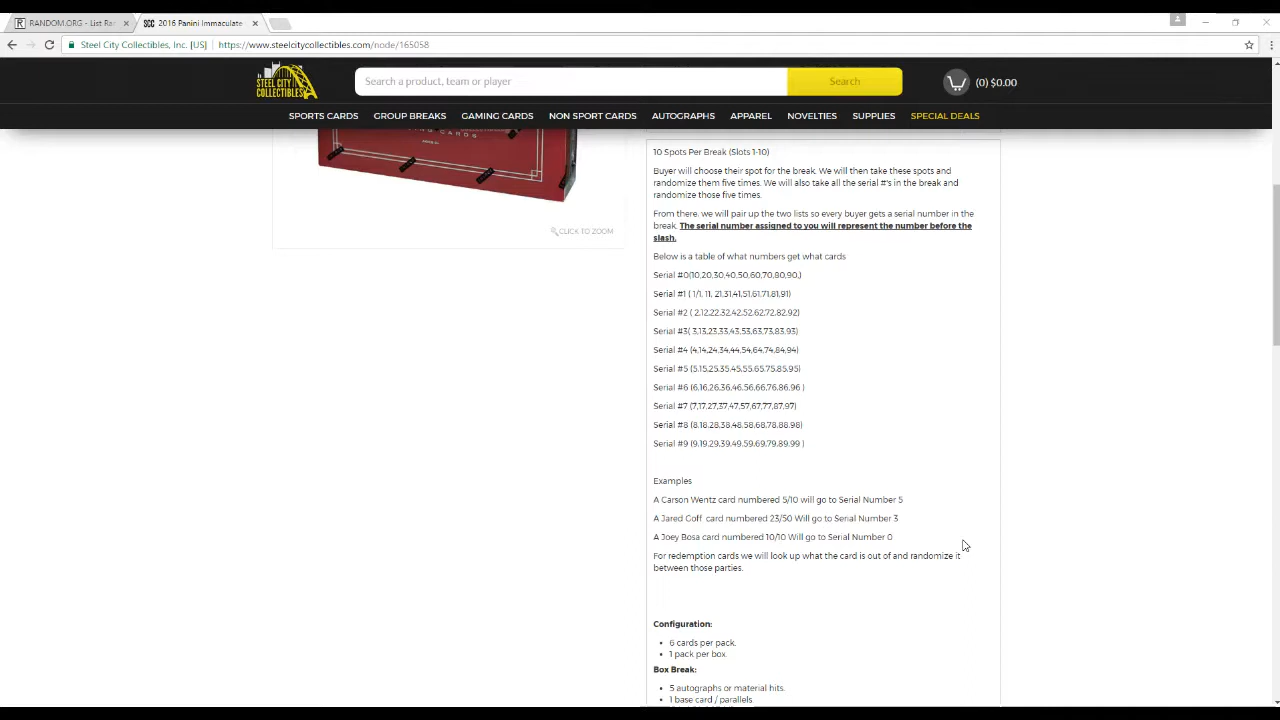 RANDOM.ORG - List Ra
SCC 2016 Panini Immaculate
Steel City Collectibles, Inc. [US]
https://www.steelcitycollectibles.com/node/165058
STEEL CITY
COLLECTIBLES
Search a product, team or player
Search
(0) $0.00
SPORTS CARDS GROUP BREAKS GAMING CARDS NON SPORT CARDS AUTOGRAPHS APPAREL NOVELTIES SUPPLIES SPECIAL DEALS
CLICK TO ZOOM
10 Spots Per Break (Slots 1-10)
Buyer will choose their spot for the break. We will then take these spots and
randomize them five times. We will also take all the serial #'s in the break and
randomize those five times.
From there, we will pair up the two lists so every buyer gets a serial number in the
break. The serial number assigned to you will represent the number before the
slash.
Below is a table of what numbers get what cards
Serial #0(10,20,30,40,50,60,70,80,90,)
Serial #1 ( 1/1, 11, 21,31,41,51,61,71,81,91)
Serial #2 ( 2,12,22,32,42,52,62,72,82,92)
Serial #3( 3,13,23,33,43,53,63,73,83,93)
Serial #4 (4,14,24,34,44,54,64,74,84,94)
Serial #5 (5,15,25,35,45,55,65,75,85,95)
Serial #6 (6,16,26,36,46,56,66,76,86,96 )
Serial #7 (7,17,27,37,47,57,67,77,87,97)
Serial #8 (8,18,28,38,48,58,68,78,88,98)
Serial #9 (9,19,29,39,49,59,69,79,89,99 )
Examples
A Carson Wentz card numbered 5/10 will go to Serial Number 5
A Jared Goff card numbered 23/50 Will go to Serial Number 3
A Joey Bosa card numbered 10/10 Will go to Serial Number 0
For redemption cards we will look up what the card is out of and randomize it
between those parties.
Configuration:
6 cards per pack.
1 pack per box.
Box Break:
5 autographs or material hits.
1 base card / parallels